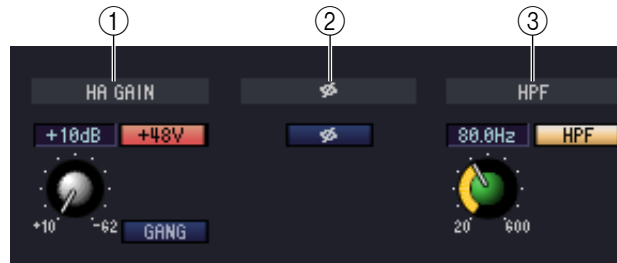 ① ② ③
HA GAIN ø HPF
+10dB +48V ø 80.0Hz HPF
+10 -62 GANG 20 600